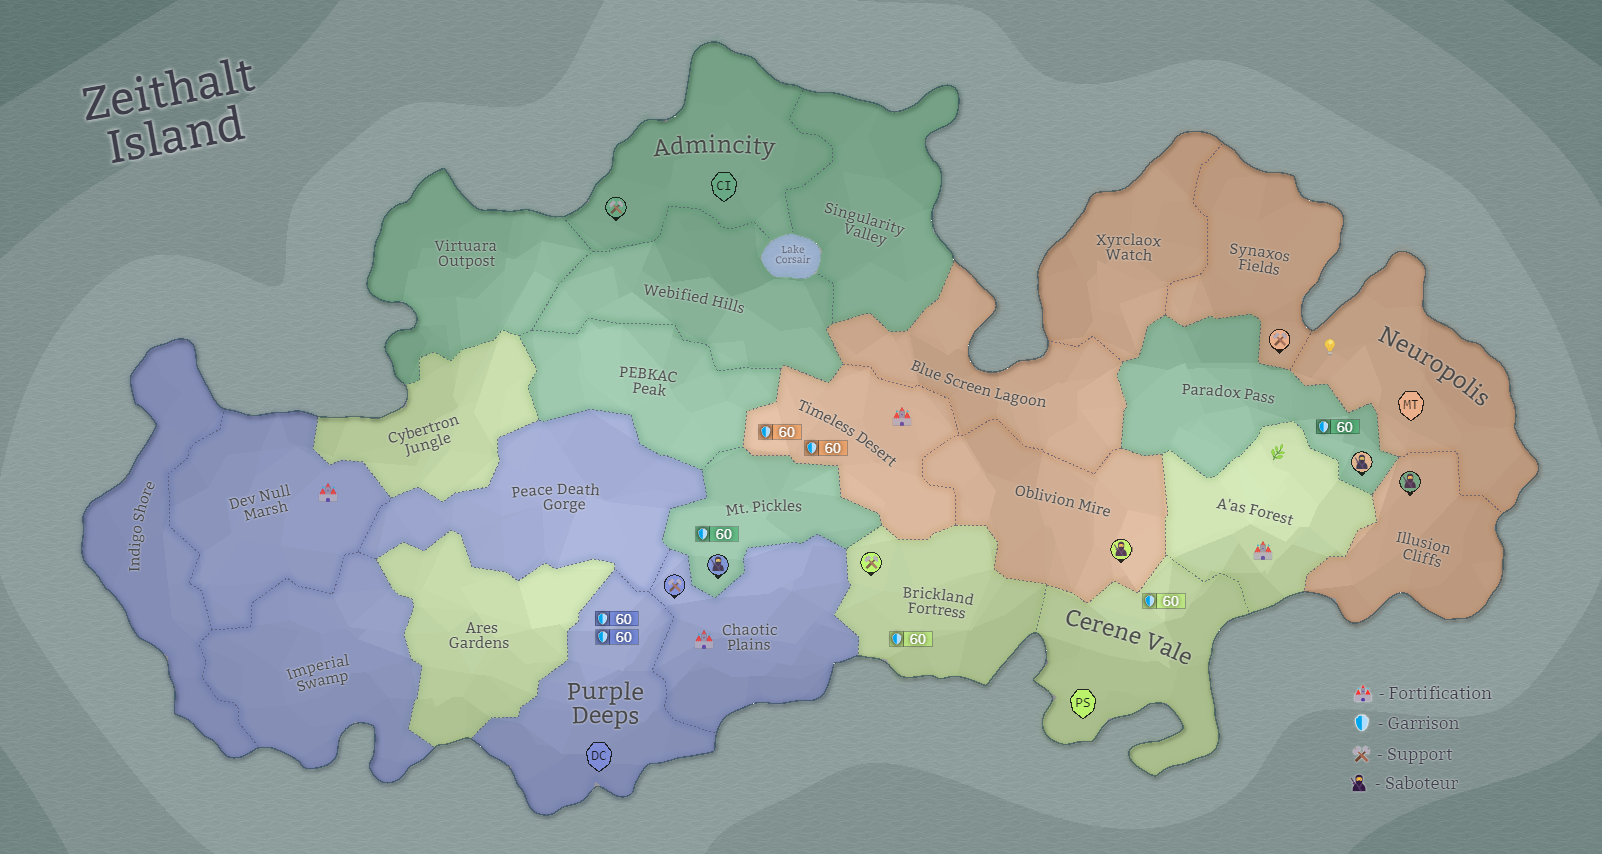 Zeithalt
Island
Admincity
CI
Singularity
Valley
Virtuara
Outpost
Lake
Corsair
Webified Hills
Xyrclaox
Watch
Synaxos
Fields
Neuropolis
MT
PEBKAC
Peak
Blue Screen Lagoon
Paradox Pass
60
Timeless Desert
60
60
Cybertron
Jungle
Peace Death
Gorge
Dev Null
Marsh
Indigo Shore
Mt. Pickles
60
Oblivion Mire
A'as Forest
Illusion
Cliffs
Brickland
Fortress
60
60
Cerene Vale
PS
Ares
Gardens
60
60
Chaotic
Plains
Imperial
Swamp
Purple
Deeps
DC
- Fortification
- Garrison
- Support
- Saboteur